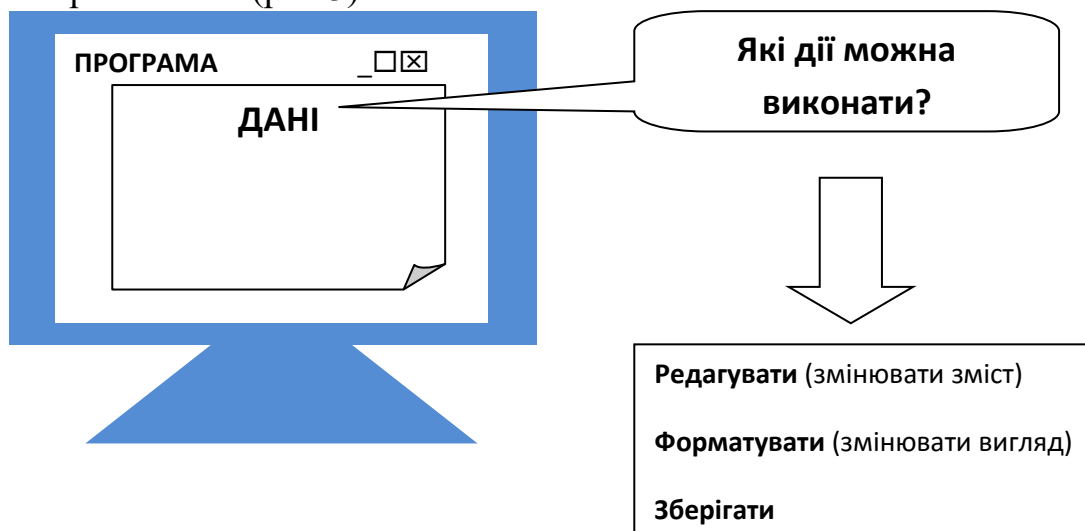 ПРОГРАМА
ДАНІ
Які дії можна
виконати?
Редагувати (змінювати зміст)
Форматувати (змінювати вигляд)
Зберігати